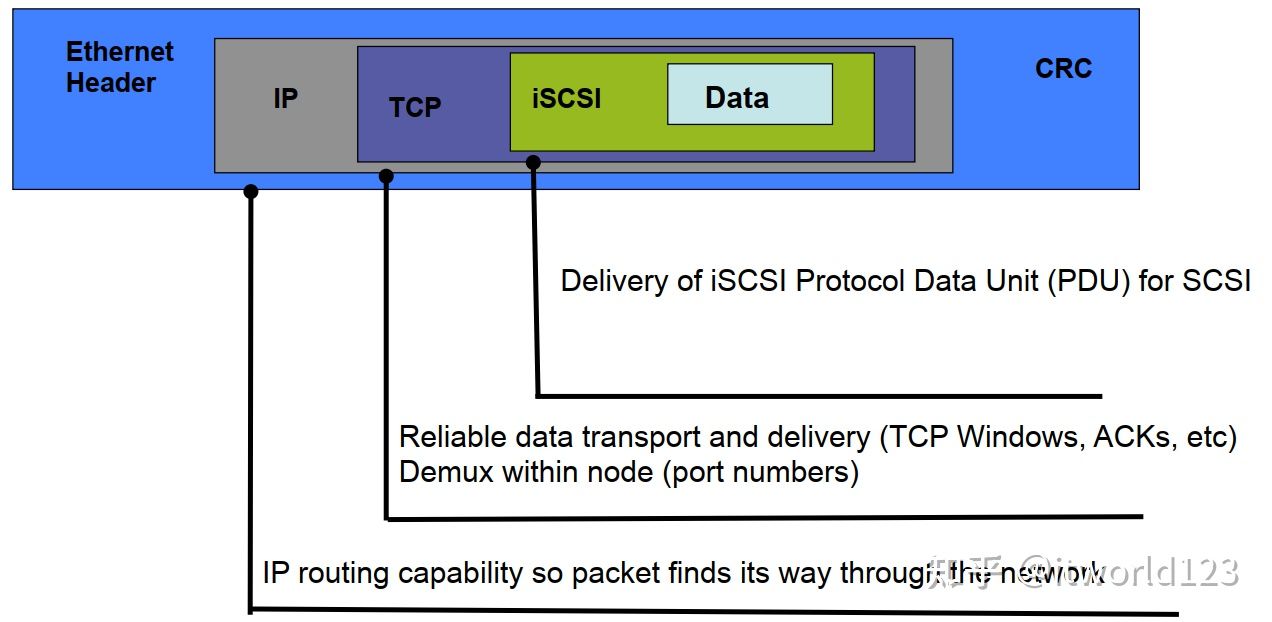 Ethernet
Header
IP
TCP
iSCSI
Data
CRC
Delivery of iSCSI Protocol Data Unit (PDU) for SCSI
Reliable data transport and delivery (TCP Windows, ACKs, etc)
Demux within node (port numbers)
IP routing capability so packet finds its way through the network
知乎 @itworld123